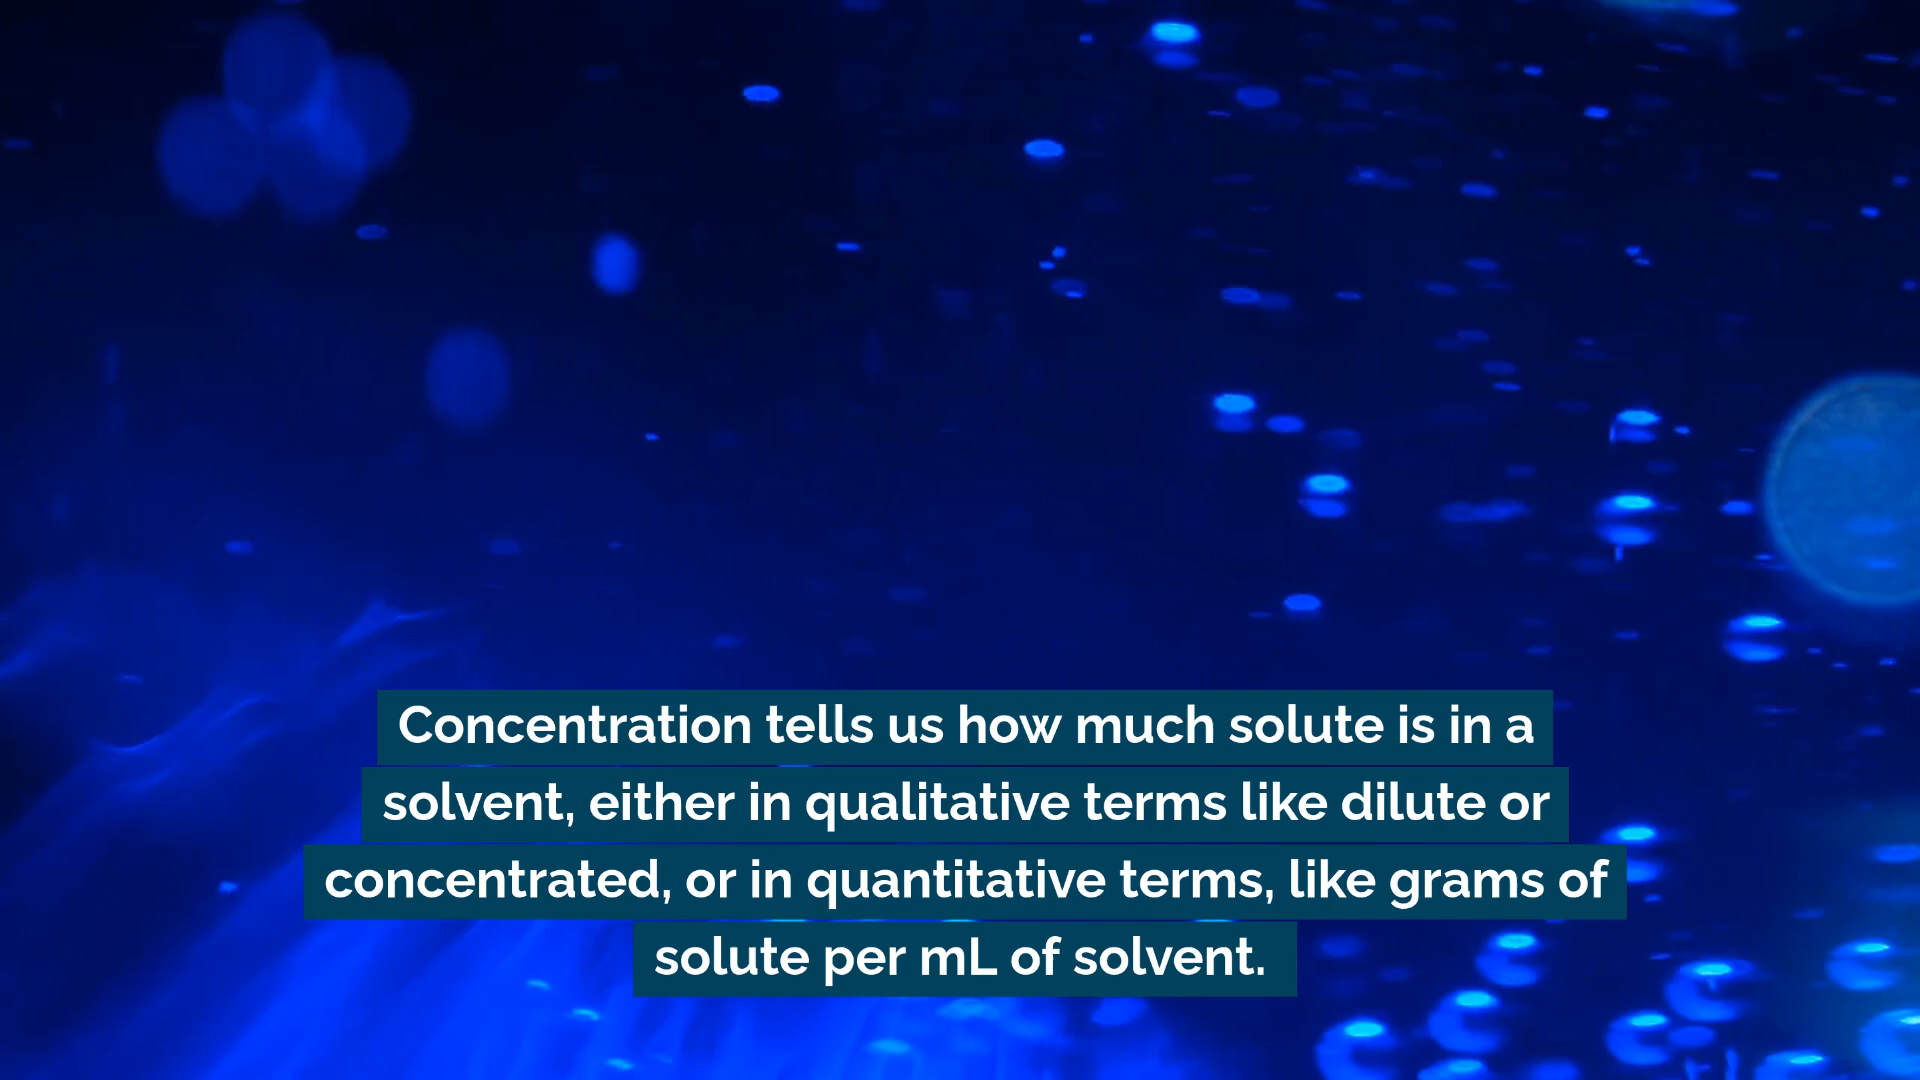 Concentration tells us how much solute is in a
solvent, either in qualitative terms like dilute or
concentrated, or in quantitative terms, like grams of
solute per mL of solvent.